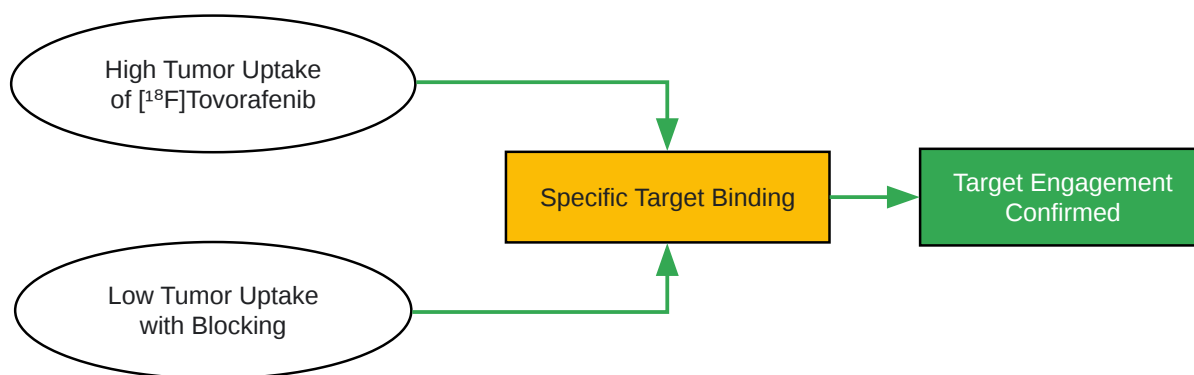 High Tumor Uptake
of [¹⁸F]Tovorafenib
Specific Target Binding
Target Engagement
Confirmed
Low Tumor Uptake
with Blocking